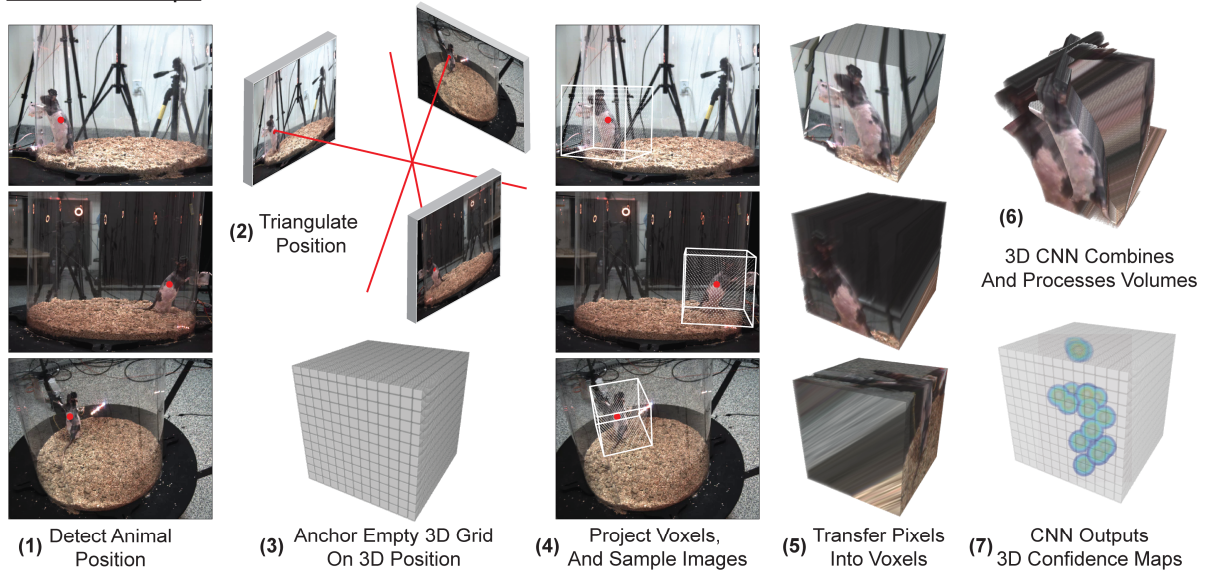 (2) Triangulate
Position
(6)
3D CNN Combines
And Processes Volumes
(1) Detect Animal
Position
(3) Anchor Empty 3D Grid
On 3D Position
(4) Project Voxels,
And Sample Images
(5) Transfer Pixels
Into Voxels
(7) CNN Outputs
3D Confidence Maps